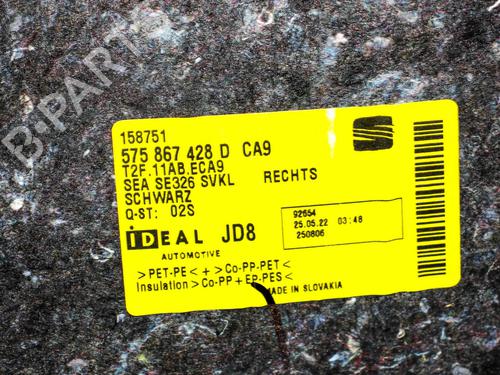 B-PARTS
158751
575 867 428 D CA9
T2F.11AB.ECA9
SEA SE326 SVKL RECHTS
SCHWARZ
Q-ST: 02S
IDEAL JD8
AUTOMOTIVE
92654
25.05.22 03:48
250806
>PET-PE< + >Co-PP-PET<
Insulation >Co-PP + EP-PES<
MADE IN SLOVAKIA